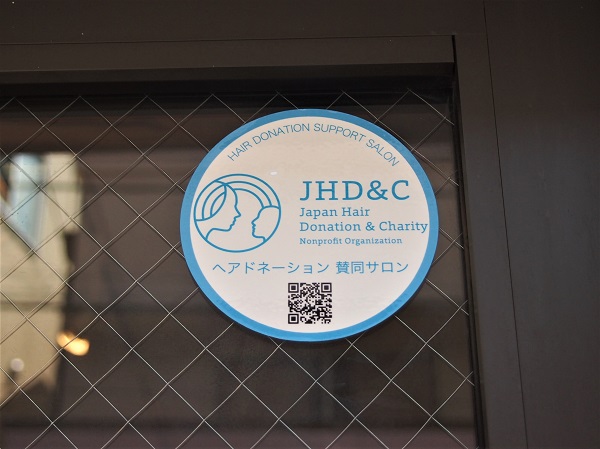 HAIR DONATION SUPPORT SALON
JHD&C
Japan Hair
Donation & Charity
Nonprofit Organization
ヘアドネーション 賛同サロン